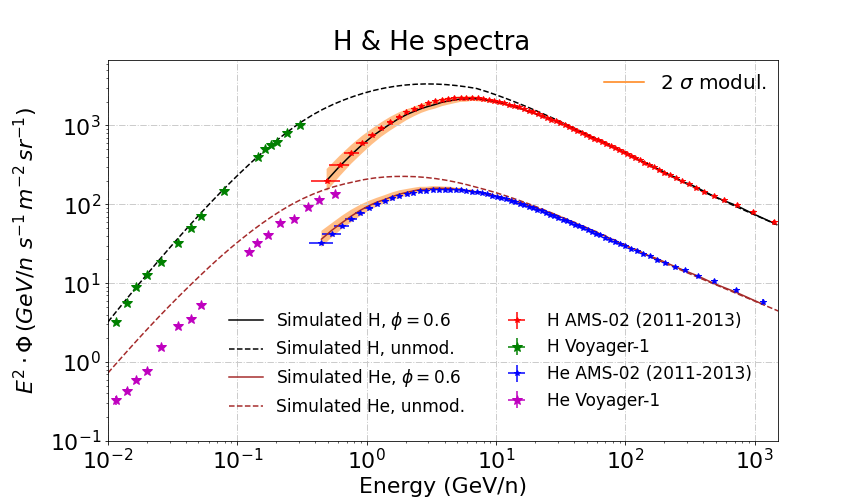 H & He spectra
2 σ modul.
E² · Φ (GeV/n s⁻¹ m⁻² sr⁻¹)
10³
10²
10¹
10⁰
10⁻¹
Simulated H, ϕ = 0.6
Simulated H, unmod.
Simulated He, ϕ = 0.6
Simulated He, unmod.
H AMS-02 (2011-2013)
H Voyager-1
He AMS-02 (2011-2013)
He Voyager-1
10⁻² 10⁻¹ 10⁰ 10¹ 10² 10³
Energy (GeV/n)